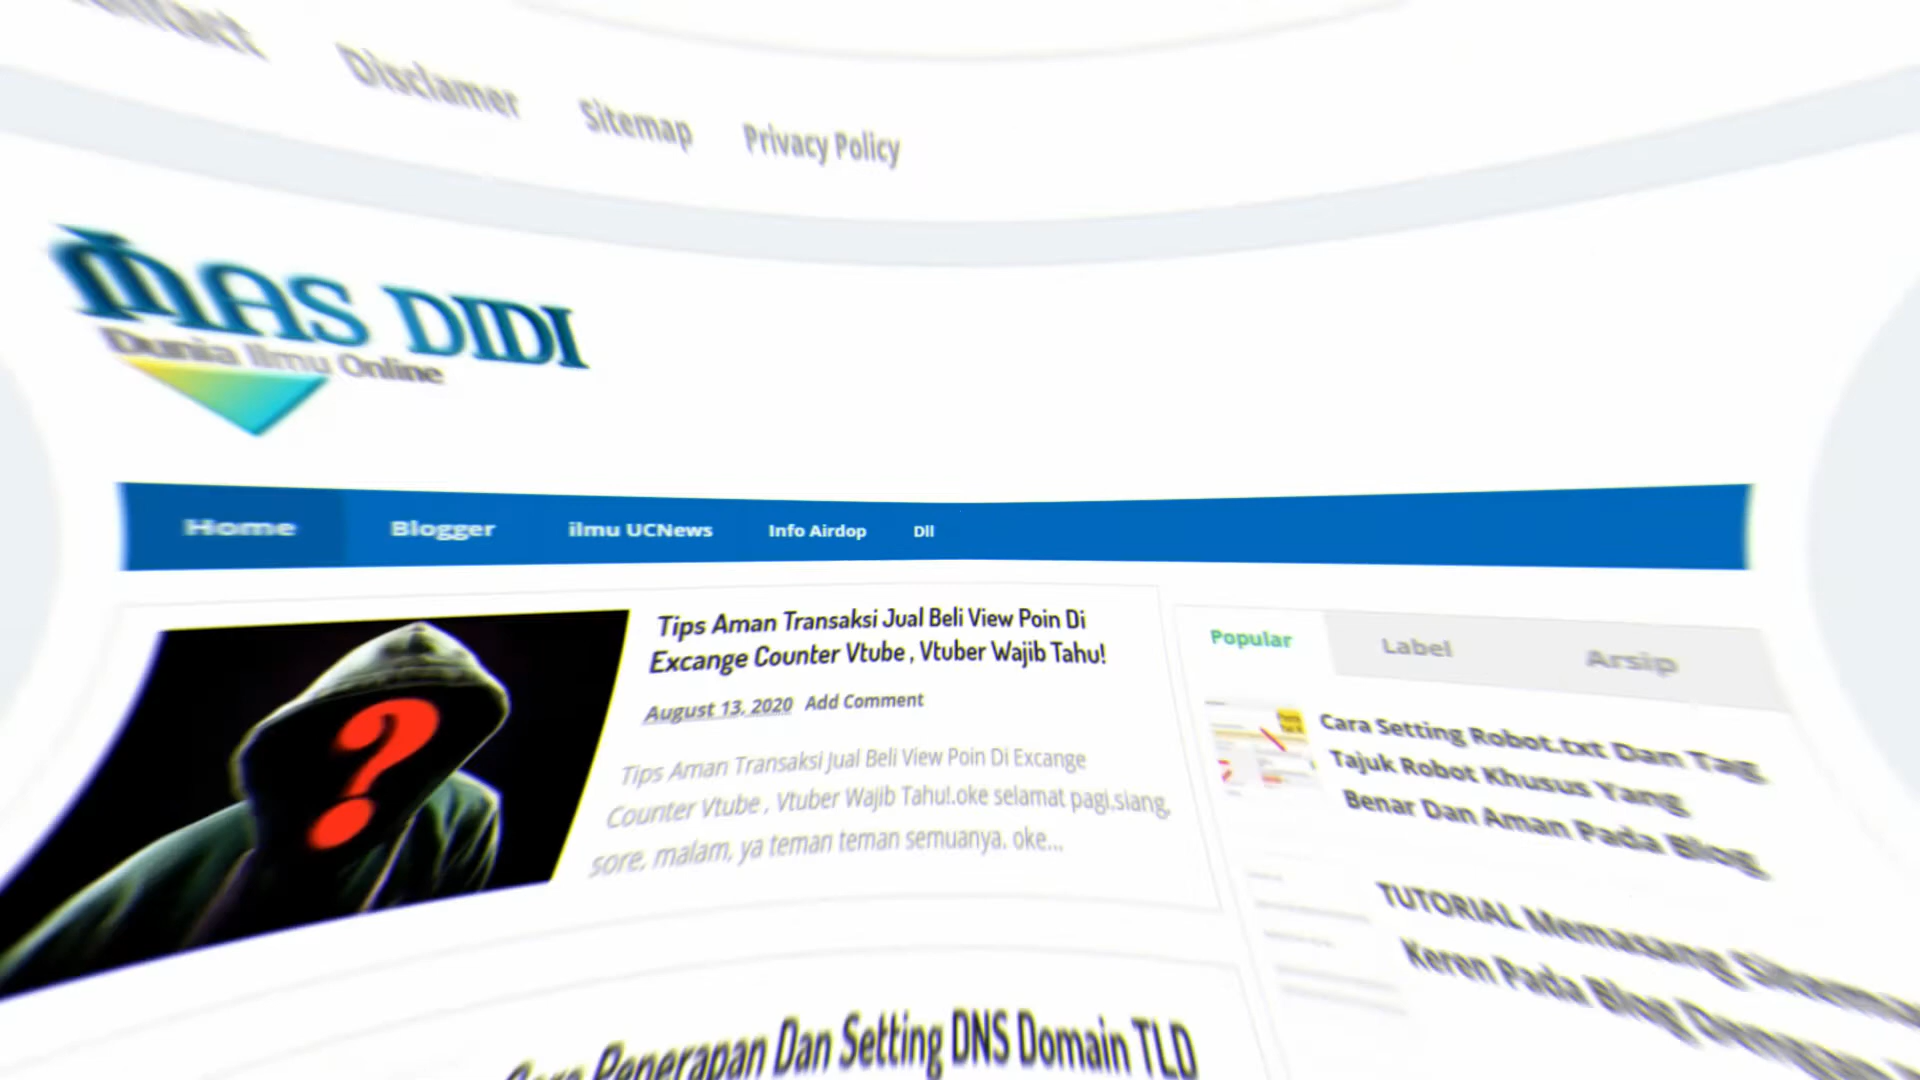 Disclamer Sitemap Privacy Policy
MAS DIDI
Dunia Ilmu Online
Home Blogger ilmu UCNews Info Airdop Dll
Tips Aman Transaksi Jual Beli View Poin Di
Excange Counter Vtube , Vtuber Wajib Tahu!
August 13, 2020 Add Comment
Tips Aman Transaksi Jual Beli View Poin Di Excange
Counter Vtube , Vtuber Wajib Tahu!.oke selamat pagi,siang,
sore, malam, ya teman teman semuanya. oke...
Popular Label Arsip
Cara Setting Robot.txt Dan Tag
Tajuk Robot Khusus Yang
Benar Dan Aman Pada Blog
TUTORIAL Memasang
Keren Pada Blog Dengan
Penerapan Dan Setting DNS Domain TLD